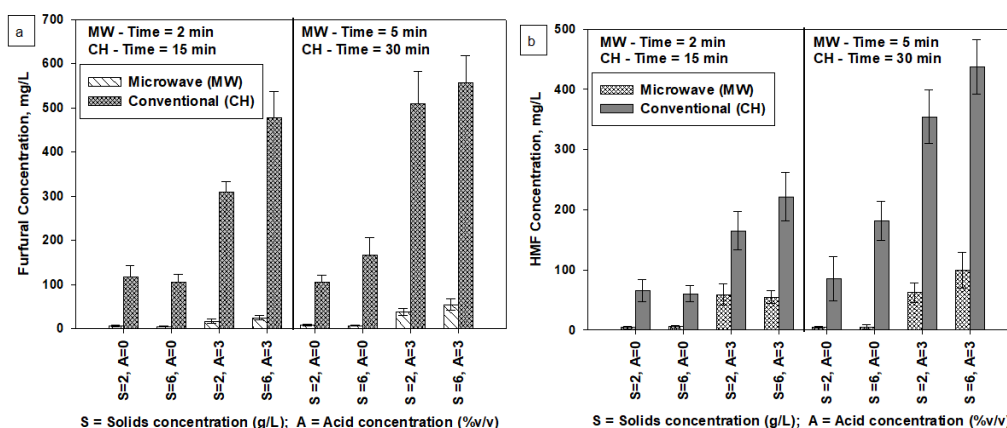 a
700
600
500
400
300
200
100
0
Furfural Concentration, mg/L
MW - Time = 2 min
CH - Time = 15 min
MW - Time = 5 min
CH - Time = 30 min
Microwave (MW)
Conventional (CH)
S=2, A=0
S=6, A=0
S=2, A=3
S=6, A=3
S =2, A=0
S =6, A=0
S =2, A=3
S =6, A=3
S = Solids concentration (g/L); A = Acid concentration (%v/v)
b
500
400
300
200
100
0
HMF Concentration, mg/L
MW - Time = 2 min
CH - Time = 15 min
MW - Time = 5 min
CH - Time = 30 min
Microwave (MW)
Conventional (CH)
S=2, A=0
S=6, A=0
S=2, A=3
S=6, A=3
S =2, A=0
S =6, A=0
S =2, A=3
S =6, A=3
S = Solids concentration (g/L); A = Acid concentration (%v/v)